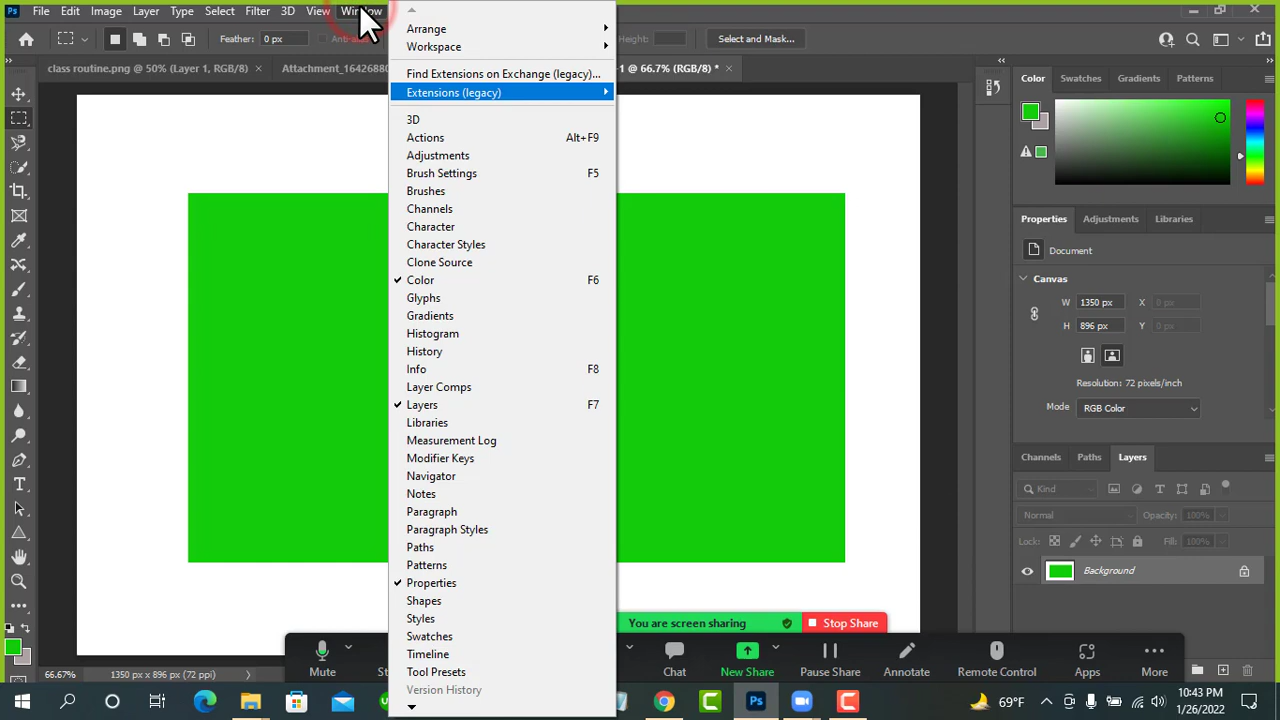 Ps File Edit Image Layer Type Select Filter 3D View Window
Feather: 0 px
Height: Select and Mask...
class routine.png @ 50% (Layer 1, RGB/8) × Attachment_16426880 -1 @ 66.7% (RGB/8) * ×
Arrange
Workspace
Find Extensions on Exchange (legacy)...
Extensions (legacy)
3D
Actions Alt+F9
Adjustments
Brush Settings F5
Brushes
Channels
Character
Character Styles
Clone Source
Color F6
Glyphs
Gradients
Histogram
History
Info F8
Layer Comps
Layers F7
Libraries
Measurement Log
Modifier Keys
Navigator
Notes
Paragraph
Paragraph Styles
Paths
Patterns
Properties
Shapes
Styles
Swatches
Timeline
Tool Presets
Version History
Color Swatches Gradients Patterns
Properties Adjustments Libraries
Document
Canvas
W 1350 px X 0 px
H 896 px Y 0 px
Resolution: 72 pixels/inch
Mode RGB Color
Channels Paths Layers
Kind
Normal Opacity: 100%
Lock: Fill: 100%
Background
You are screen sharing Stop Share
Mute Chat New Share Pause Share Annotate Remote Control Apps More
66.67% 1350 px x 896 px (72 ppi)
69°F
10:43 PM
1/26/2022